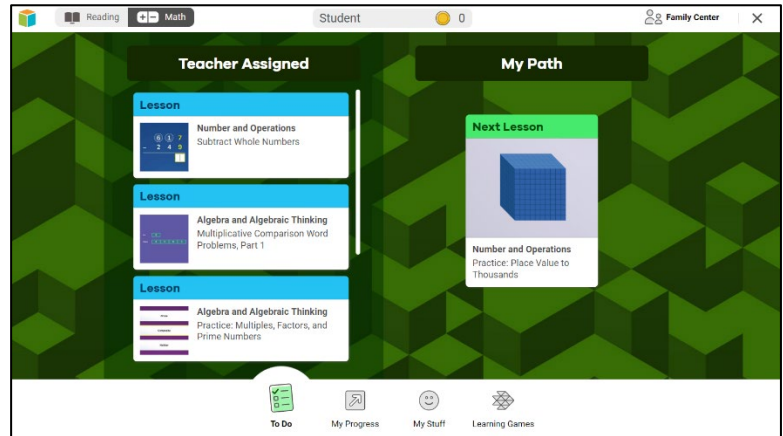 Reading
Math
Student
0
Family Center
Teacher Assigned
My Path
Lesson
Number and Operations
Subtract Whole Numbers
Lesson
Algebra and Algebraic Thinking
Multiplicative Comparison Word
Problems, Part 1
Lesson
Algebra and Algebraic Thinking
Practice: Multiples, Factors, and
Prime Numbers
Next Lesson
Number and Operations
Practice: Place Value to
Thousands
To Do
My Progress
My Stuff
Learning Games